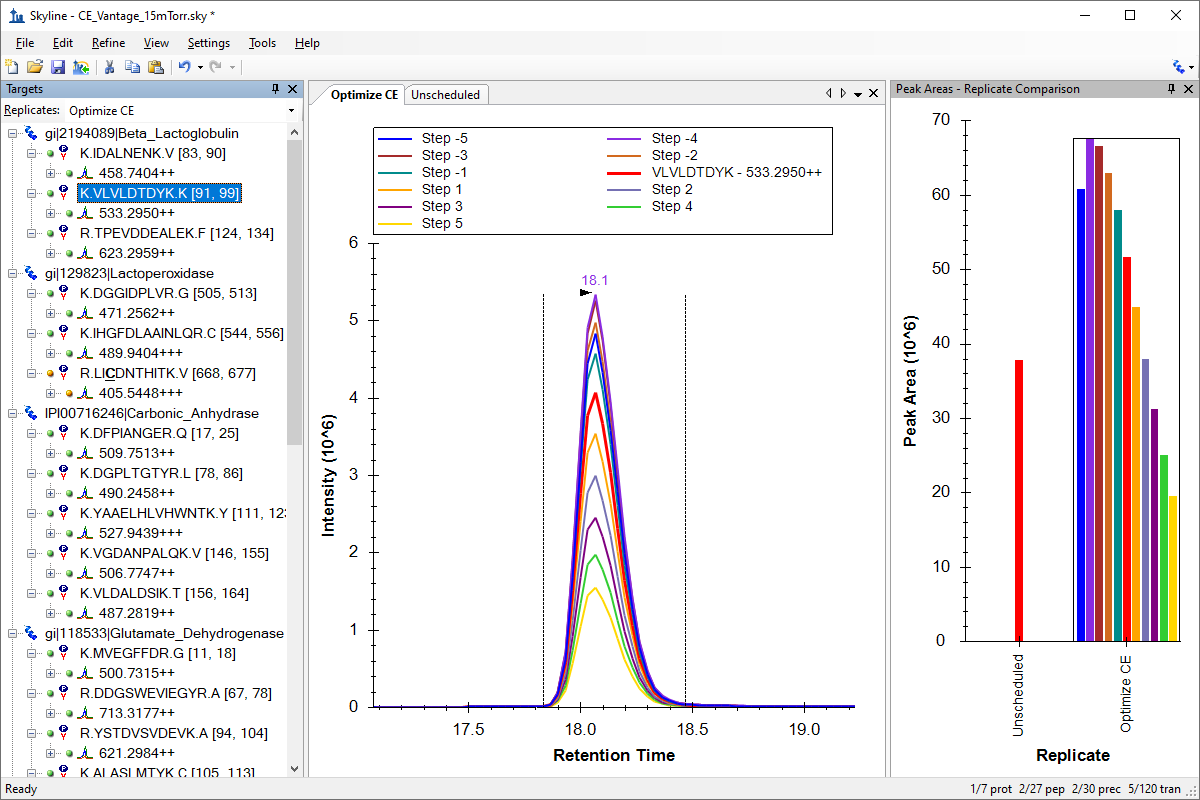 Skyline - CE_Vantage_15mTorr.sky *
File Edit Refine View Settings Tools Help
Targets
Replicates: Optimize CE
gi|2194089|Beta_Lactoglobulin
K.IDALNENK.V [83, 90]
458.7404++
K.VLVLDTDYK.K [91, 99]
533.2950++
R.TPEVDDEALEK.F [124, 134]
623.2959++
gi|129823|Lactoperoxidase
K.DGGIDPLVR.G [505, 513]
471.2562++
K.IHGFDLAAINLQR.C [544, 556]
489.9404+++
R.LICDNTHITK.V [668, 677]
405.5448+++
IPI00716246|Carbonic_Anhydrase
K.DFPIANGER.Q [17, 25]
509.7513++
K.DGPLTGTYR.L [78, 86]
490.2458++
K.YAAELHLVHWNTK.Y [111, 123
527.9439+++
K.VGDANPALQK.V [146, 155]
506.7747++
K.VLDALDSIK.T [156, 164]
487.2819++
gi|118533|Glutamate_Dehydrogenase
K.MVEGFFDR.G [11, 18]
500.7315++
R.DDGSWEVIEGYR.A [67, 78]
713.3177++
R.YSTDVSVDEVK.A [94, 104]
621.2984++
K.ALASLMTYK.C [105, 113]
Optimize CE Unscheduled
Step -5 Step -4
Step -3 Step -2
Step -1 VLVLDTDYK - 533.2950++
Step 1 Step 2
Step 3 Step 4
Step 5
18.1
6
5
4
3
2
1
0
Intensity (10^6)
17.5 18.0 18.5 19.0
Retention Time
Peak Areas - Replicate Comparison
70
60
50
40
30
20
10
0
Peak Area (10^6)
Unscheduled
Optimize CE
Replicate
Ready
1/7 prot 2/27 pep 2/30 prec 5/120 tran